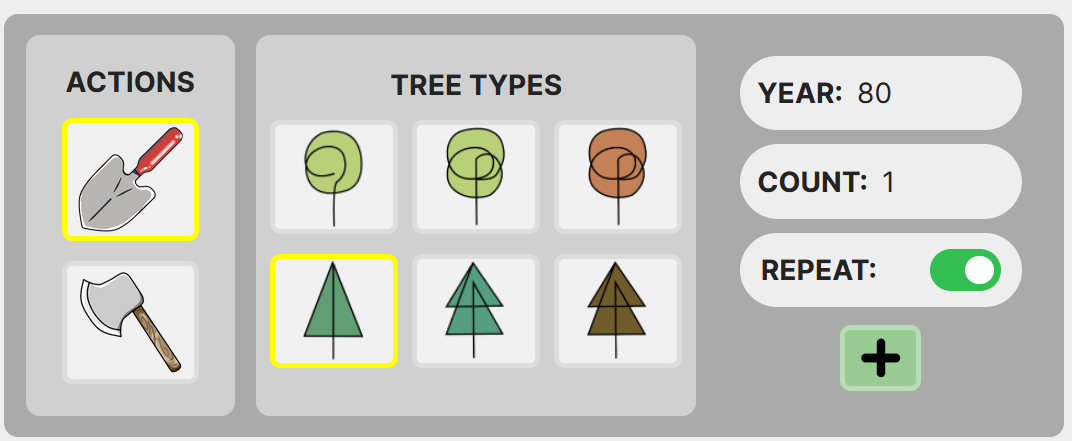 ACTIONS
TREE TYPES
YEAR: 80
COUNT: 1
REPEAT: